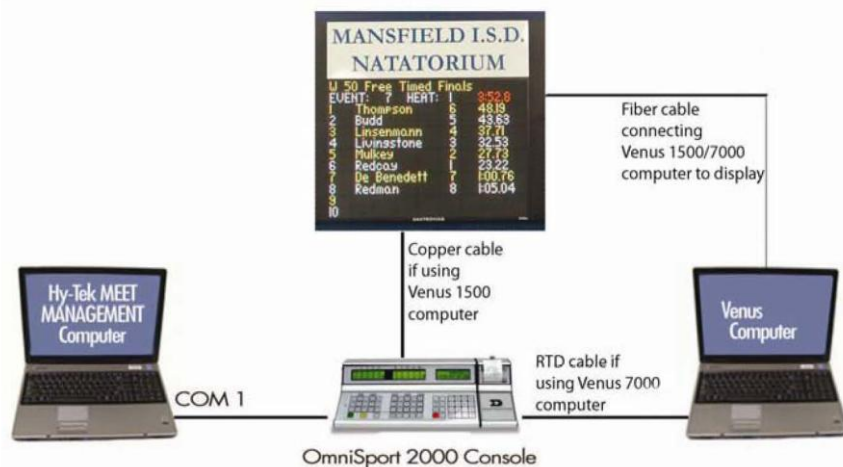 MANSFIELD I.S.D.
NATATORIUM
W 50 Free Timed Finals
EVENT: 7 HEAT: 1 3:52.8
1 Thompson 6 48.19
2 Budd 5 43.63
3 Linsenmann 4 37.71
4 Livingstone 3 32.53
5 Mulkey 2 27.73
6 Redcay 1 23.22
7 De Benedett 7 1:00.76
8 Redman 8 1:05.04
9
10
DAKTRONICS
Fiber cable
connecting
Venus 1500/7000
computer to display
Copper cable
if using
Venus 1500
computer
Hy-Tek MEET
MANAGEMENT
Computer
Venus
Computer
RTD cable if
using Venus 7000
computer
COM 1
OmniSport 2000 Console